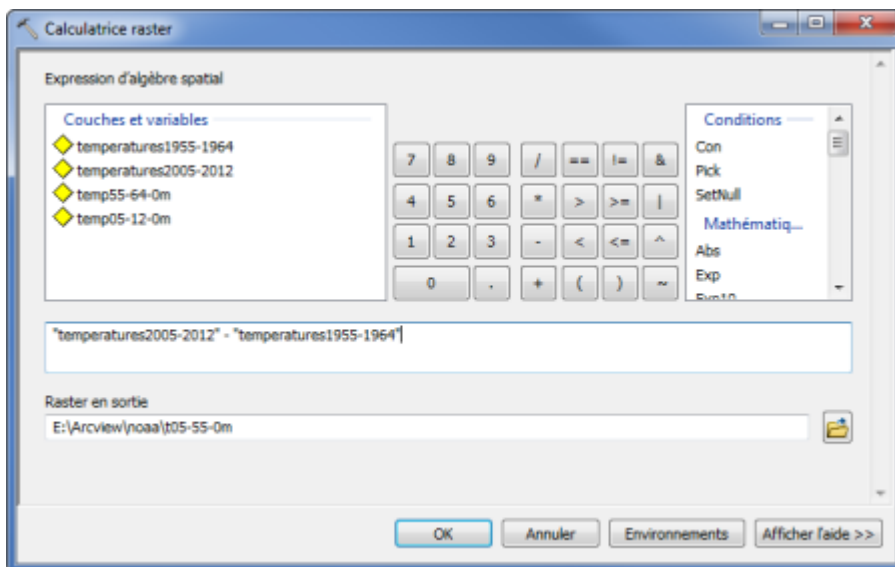 Calculatrice raster
Expression d'algèbre spatial
Couches et variables
temperatures1955-1964
temperatures2005-2012
temp55-64-0m
temp05-12-0m
7 8 9 / == != &
4 5 6 * > >= |
1 2 3 - < <= ^
0 . + ( ) ~
Conditions
Con
Pick
SetNull
Mathématiq...
Abs
Exp
Exp10
"temperatures2005-2012" - "temperatures1955-1964"
Raster en sortie
E:\Arcview\noaa\t05-55-0m
OK Annuler Environnements Afficher l'aide >>